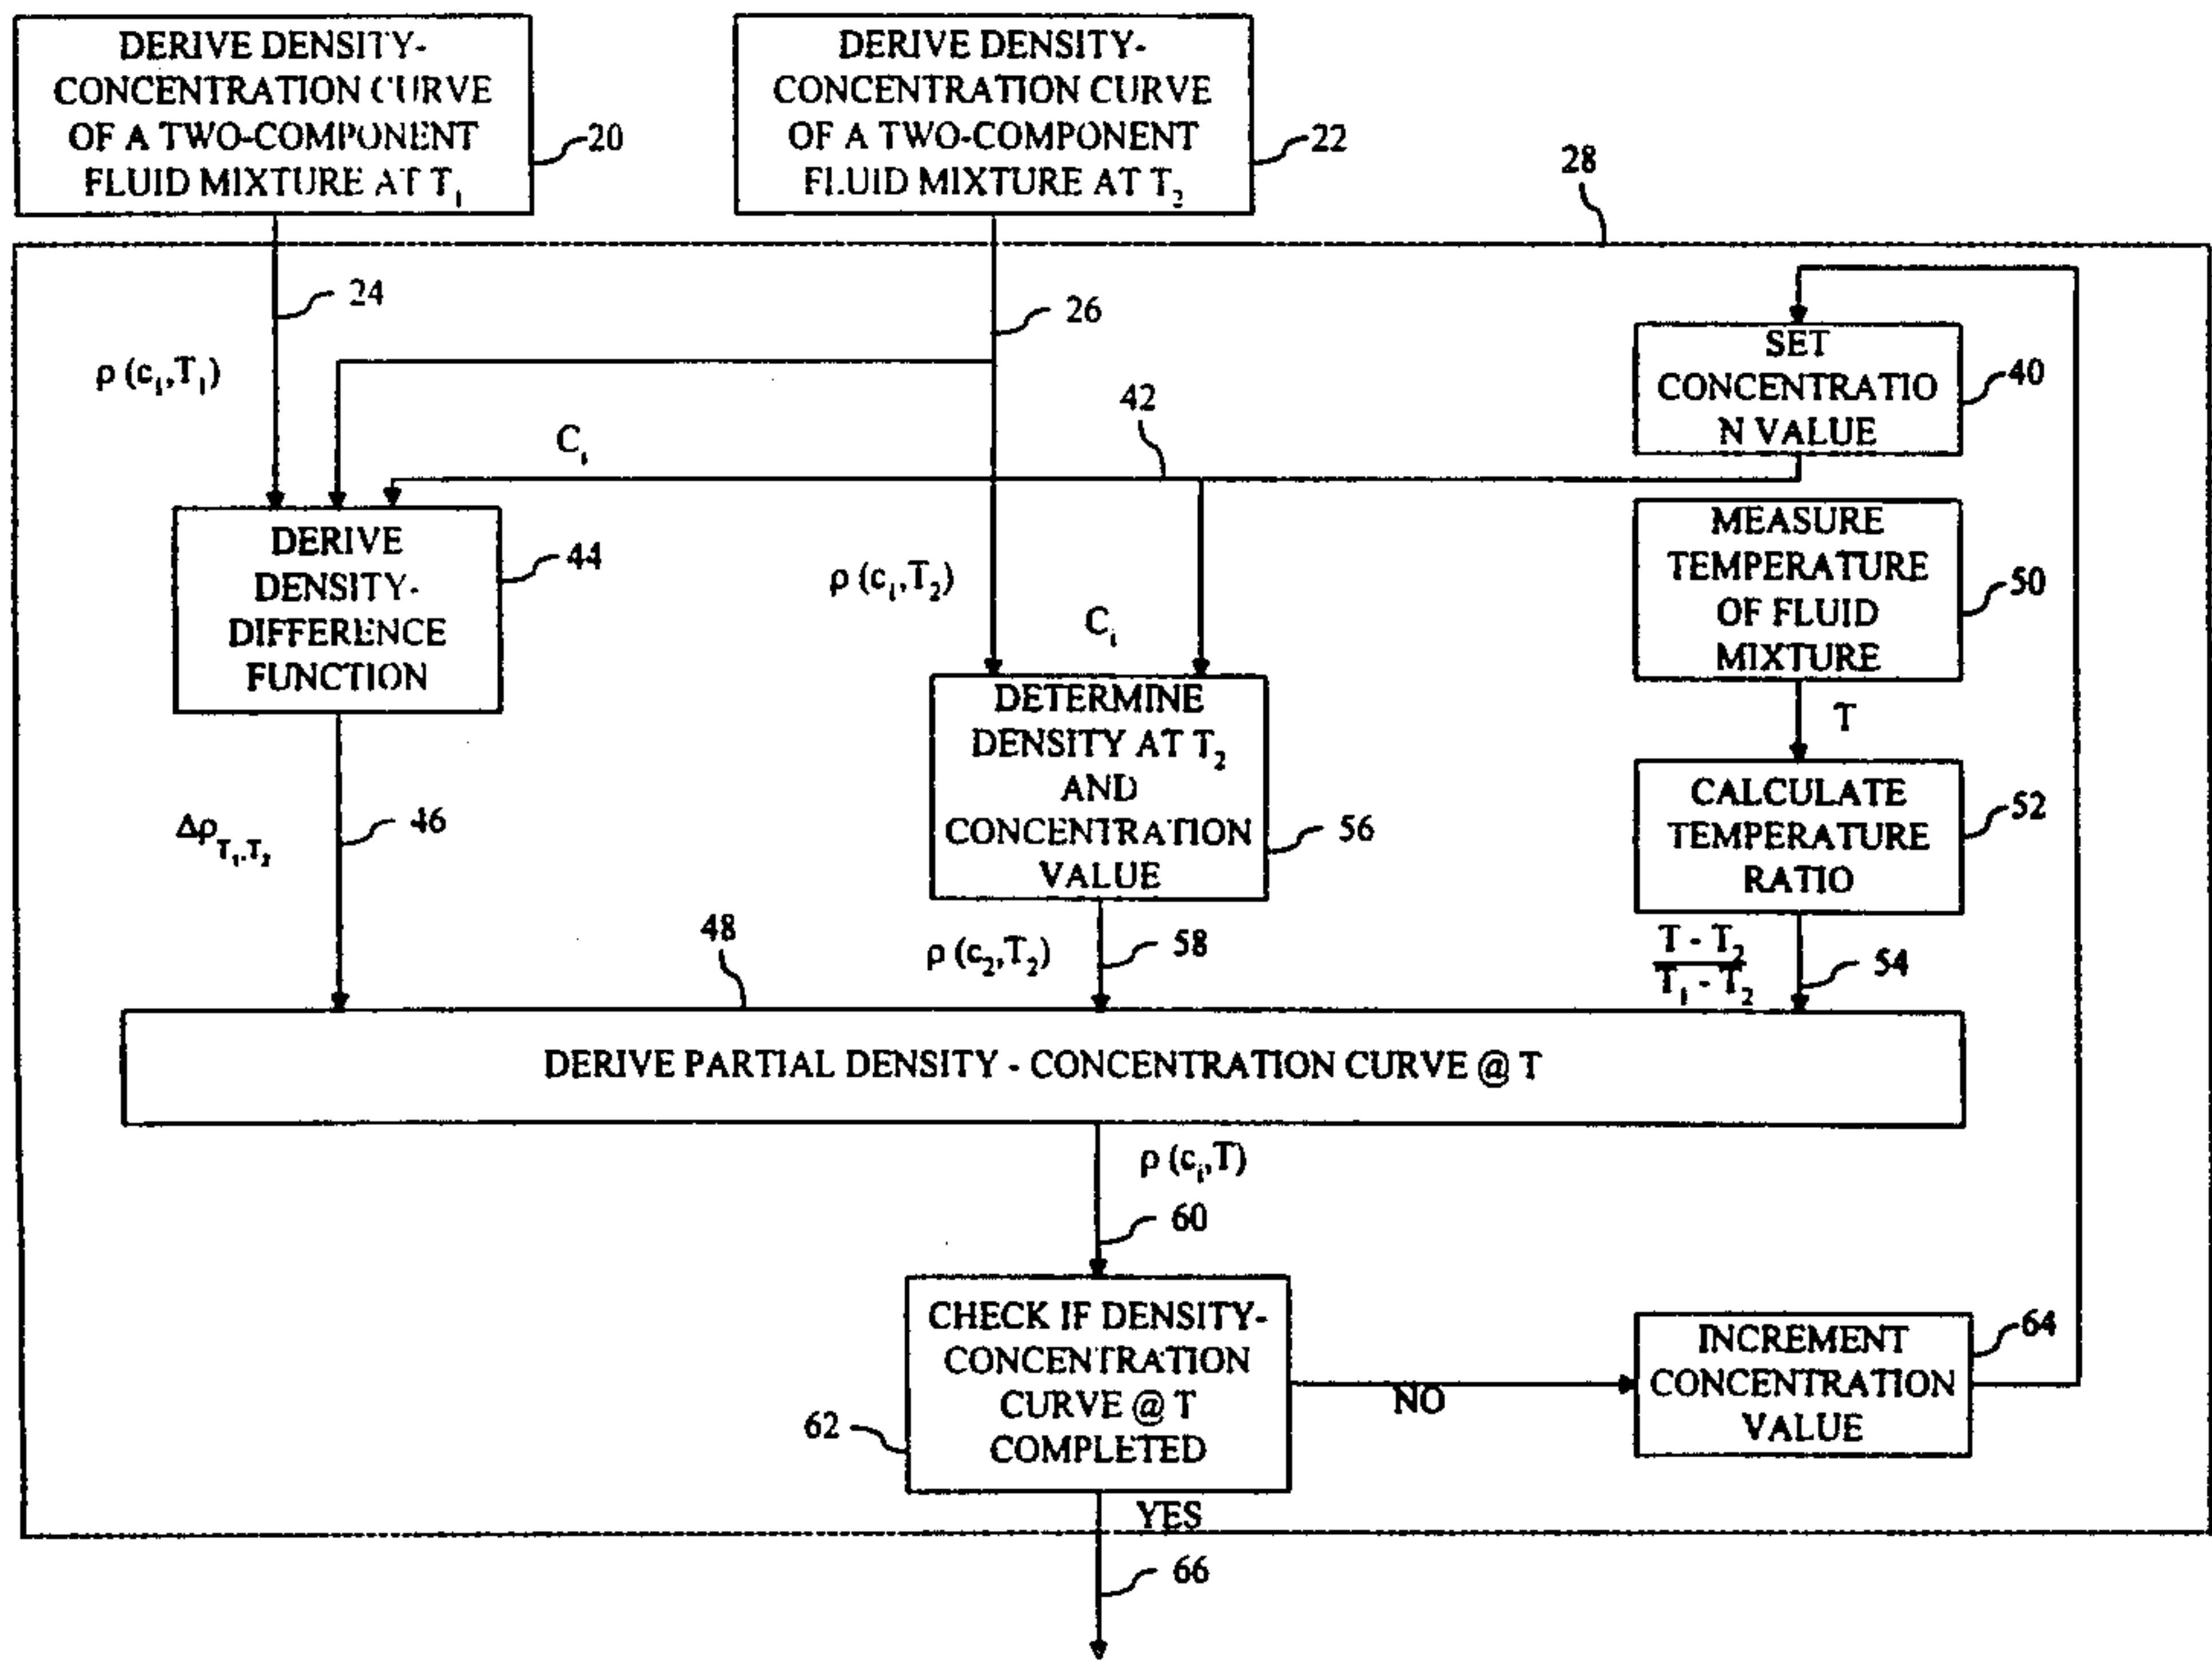 DERIVE DENSITY-
CONCENTRATION CURVE
OF A TWO-COMPONENT
FLUID MIXTURE AT T₁
20
DERIVE DENSITY-
CONCENTRATION CURVE
OF A TWO-COMPONENT
FLUID MIXTURE AT T₂
22
28
24
26
ρ (cᵢ,T₁)
SET
CONCENTRATIO
N VALUE
40
42
Cᵢ
DERIVE
DENSITY-
DIFFERENCE
FUNCTION
44
ρ (cᵢ,T₂)
Cᵢ
MEASURE
TEMPERATURE
OF FLUID
MIXTURE
50
T
DETERMINE
DENSITY AT T₂
AND
CONCENTRATION
VALUE
56
CALCULATE
TEMPERATURE
RATIO
52
Δρ T₁,T₂
46
48
ρ (c₂,T₂)
58
T - T₂
T₁ - T₂
54
DERIVE PARTIAL DENSITY - CONCENTRATION CURVE @ T
ρ (cᵢ,T)
60
CHECK IF DENSITY-
CONCENTRATION
CURVE @ T
COMPLETED
62
NO
INCREMENT
CONCENTRATION
VALUE
64
YES
66